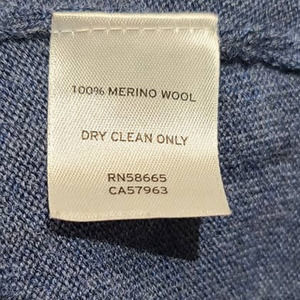 100% MERINO WOOL
DRY CLEAN ONLY
RN58665
CA57963